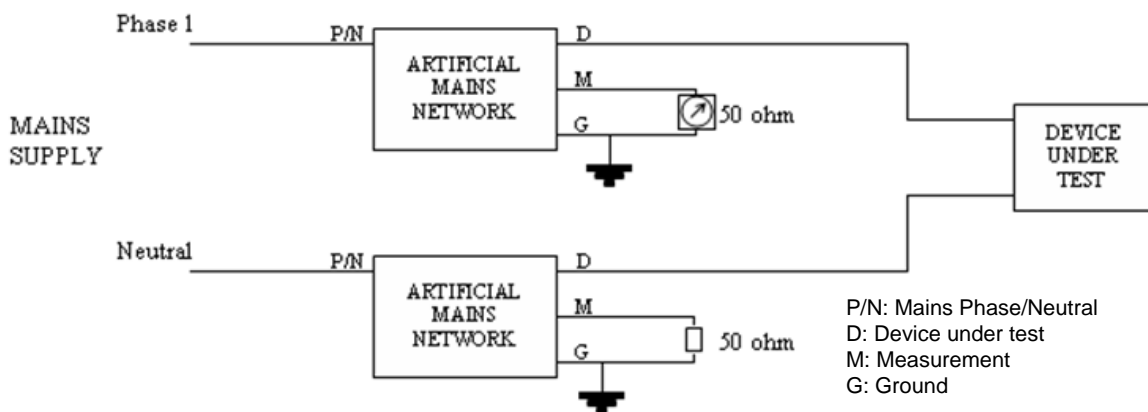 Phase 1
P/N
ARTIFICIAL
MAINS
NETWORK
D
M
G
50 ohm
MAINS
SUPPLY
DEVICE
UNDER
TEST
Neutral
P/N
ARTIFICIAL
MAINS
NETWORK
D
M
G
50 ohm
P/N: Mains Phase/Neutral
D: Device under test
M: Measurement
G: Ground